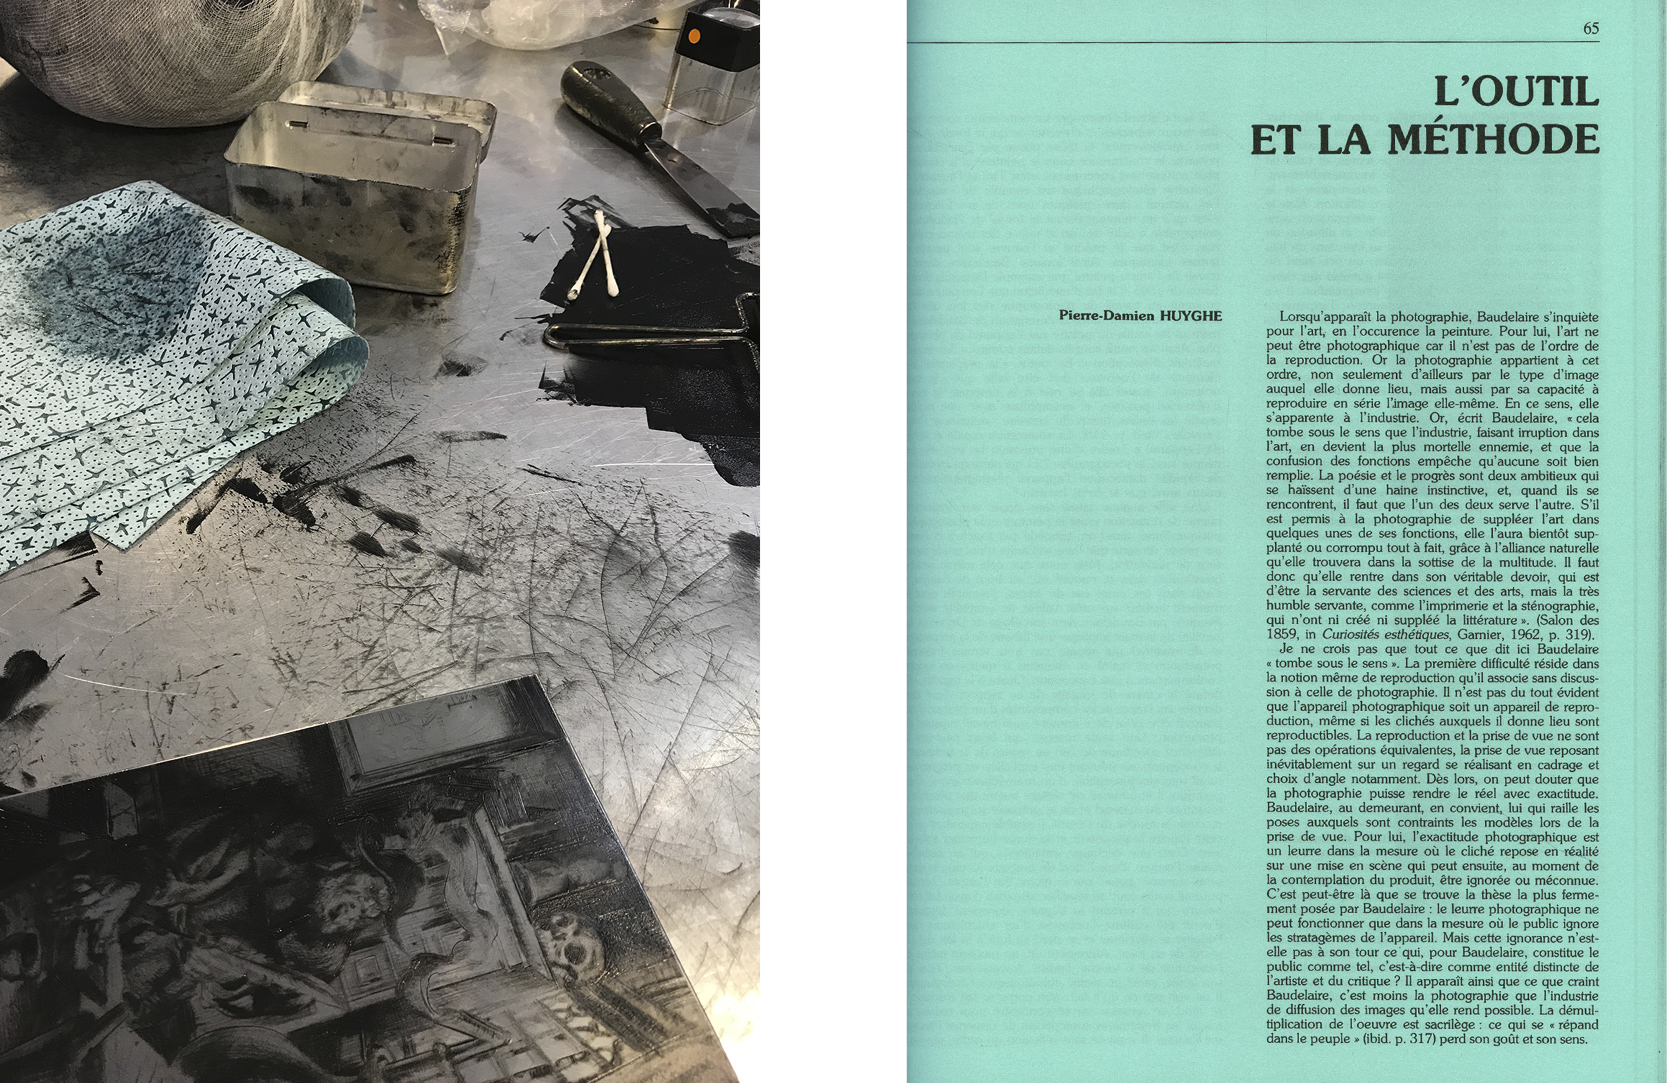 65
L'OUTIL
ET LA MÉTHODE
Pierre-Damien HUYGHE
Lorsqu'apparaît la photographie, Baudelaire s'inquiète
pour l'art, en l'occurence la peinture. Pour lui, l'art ne
peut être photographique car il n'est pas de l'ordre de
la reproduction. Or la photographie appartient à cet
ordre, non seulement d'ailleurs par le type d'image
auquel elle donne lieu, mais aussi par sa capacité à
reproduire en série l'image elle-même. En ce sens, elle
s'apparente à l'industrie. Or, écrit Baudelaire, « cela
tombe sous le sens que l'industrie, faisant irruption dans
l'art, en devient la plus mortelle ennemie, et que la
confusion des fonctions empêche qu'aucune soit bien
remplie. La poésie et le progrès sont deux ambitieux qui
se haïssent d'une haine instinctive, et, quand ils se
rencontrent, il faut que l'un des deux serve l'autre. S'il
est permis à la photographie de suppléer l'art dans
quelques unes de ses fonctions, elle l'aura bientôt sup-
planté ou corrompu tout à fait, grâce à l'alliance naturelle
qu'elle trouvera dans la sottise de la multitude. Il faut
donc qu'elle rentre dans son véritable devoir, qui est
d'être la servante des sciences et des arts, mais la très
humble servante, comme l'imprimerie et la sténographie,
qui n'ont ni créé ni suppléé la littérature ». (Salon des
1859, in Curiosités esthétiques, Garnier, 1962, p. 319).
Je ne crois pas que tout ce que dit ici Baudelaire
« tombe sous le sens ». La première difficulté réside dans
la notion même de reproduction qu'il associe sans discus-
sion à celle de photographie. Il n'est pas du tout évident
que l'appareil photographique soit un appareil de repro-
duction, même si les clichés auxquels il donne lieu sont
reproductibles. La reproduction et la prise de vue ne sont
pas des opérations équivalentes, la prise de vue reposant
inévitablement sur un regard se réalisant en cadrage et
choix d'angle notamment. Dès lors, on peut douter que
la photographie puisse rendre le réel avec exactitude.
Baudelaire, au demeurant, en convient, lui qui raille les
poses auxquels sont contraints les modèles lors de la
prise de vue. Pour lui, l'exactitude photographique est
un leurre dans la mesure où le cliché repose en réalité
sur une mise en scène qui peut ensuite, au moment de
la contemplation du produit, être ignorée ou méconnue.
C'est peut-être là que se trouve la thèse la plus ferme-
ment posée par Baudelaire : le leurre photographique ne
peut fonctionner que dans la mesure où le public ignore
les stratagèmes de l'appareil. Mais cette ignorance n'est-
elle pas à son tour ce qui, pour Baudelaire, constitue le
public comme tel, c'est-à-dire comme entité distincte de
l'artiste et du critique ? Il apparaît ainsi que ce que craint
Baudelaire, c'est moins la photographie que l'industrie
de diffusion des images qu'elle rend possible. La démul-
tiplication de l'oeuvre est sacrilège : ce qui se « répand
dans le peuple » (ibid. p. 317) perd son goût et son sens.